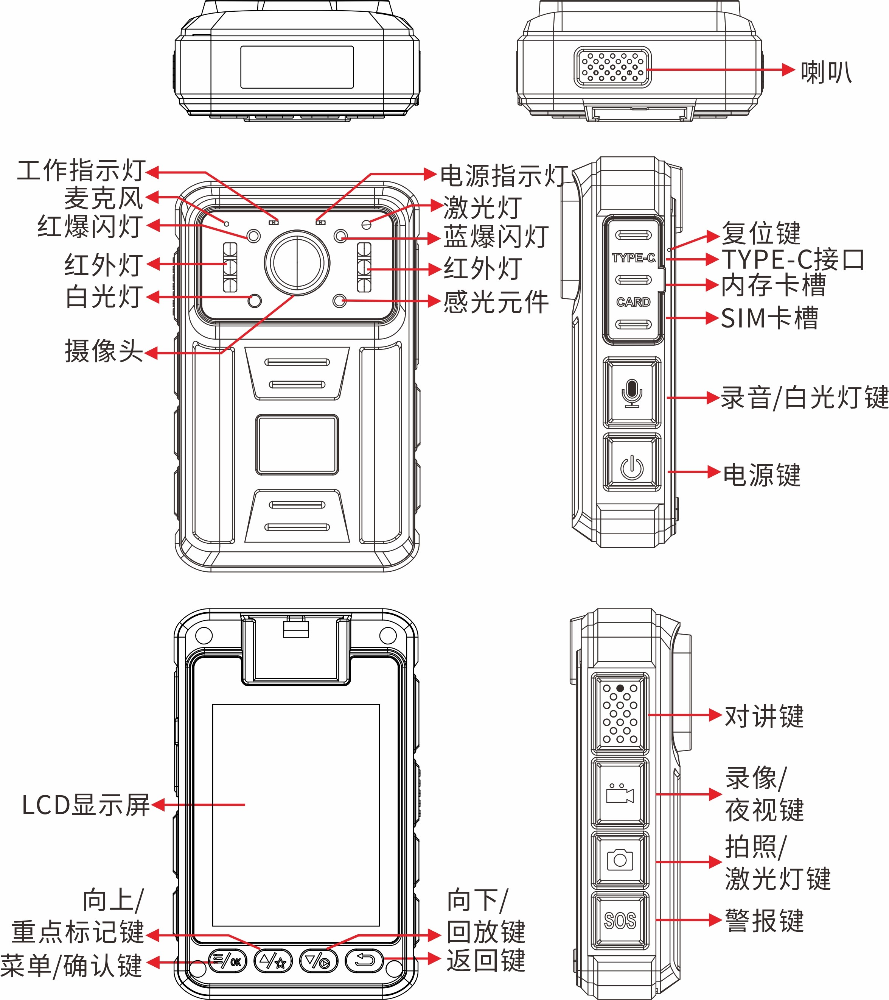 喇叭
工作指示灯
麦克风
红爆闪灯
红外灯
白光灯
摄像头
电源指示灯
激光灯
蓝爆闪灯
红外灯
感光元件
TYPE-C
CARD
复位键
TYPE-C接口
内存卡槽
SIM卡槽
录音/白光灯键
电源键
LCD显示屏
向上/
重点标记键
菜单/确认键
OK
向下/
回放键
返回键
对讲键
录像/
夜视键
拍照/
激光灯键
SOS
警报键